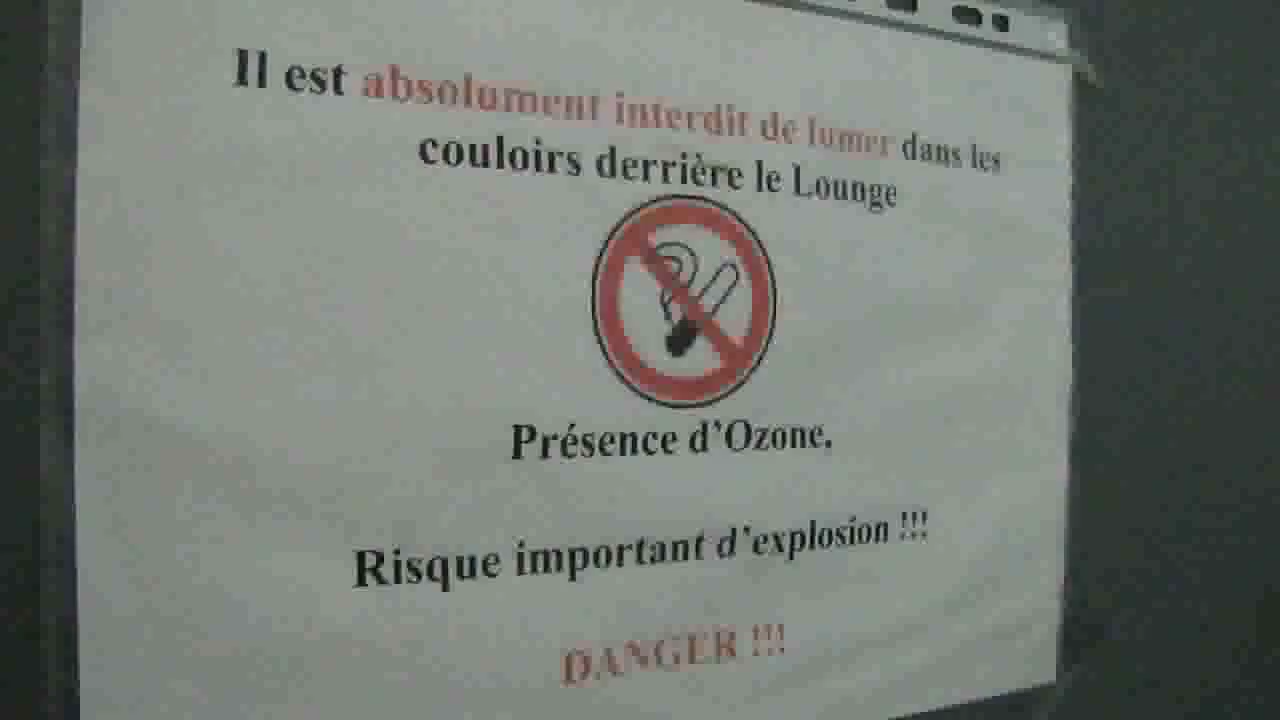 Il est absolument interdit de fumer dans les
couloirs derrière le Lounge
Présence d'Ozone.
Risque important d'explosion !!!
DANGER !!!